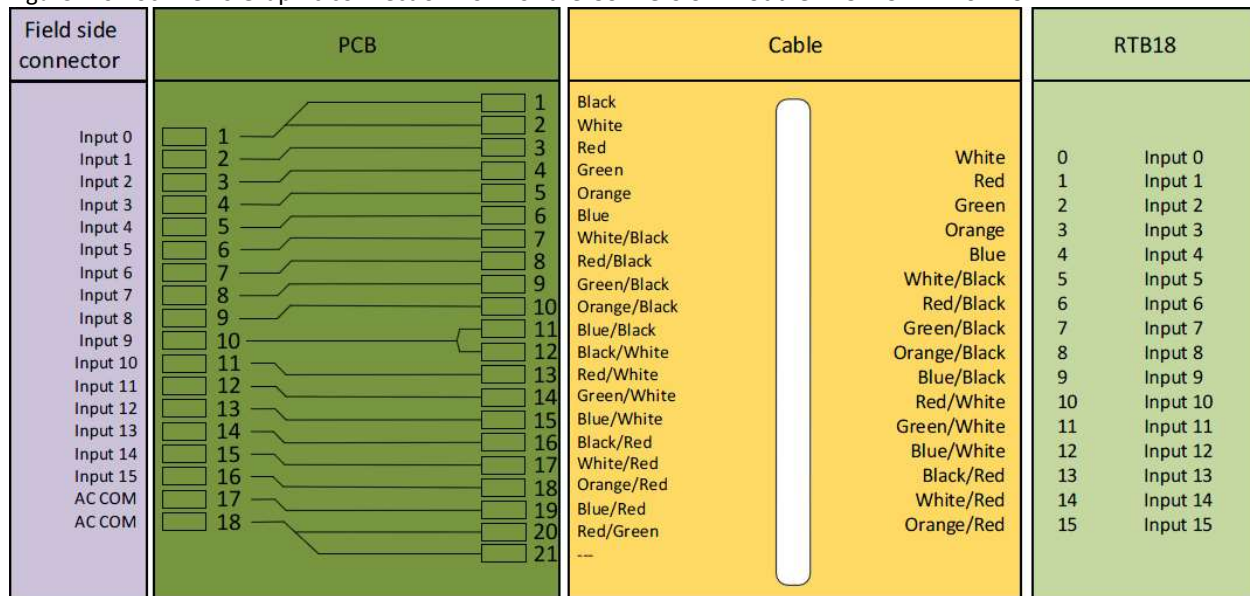 Field side
connector
Input 0
Input 1
Input 2
Input 3
Input 4
Input 5
Input 6
Input 7
Input 8
Input 9
Input 10
Input 11
Input 12
Input 13
Input 14
Input 15
AC COM
AC COM
PCB
1
2
3
4
5
6
7
8
9
10
11
12
13
14
15
16
17
18
1
2
3
4
5
6
7
8
9
10
11
12
13
14
15
16
17
18
19
20
21
Cable
Black
White
Red
Green
Orange
Blue
White/Black
Red/Black
Green/Black
Orange/Black
Blue/Black
Black/White
Red/White
Green/White
Blue/White
Black/Red
White/Red
Orange/Red
Blue/Red
Red/Green
---
White
Red
Green
Orange
Blue
White/Black
Red/Black
Green/Black
Orange/Black
Blue/Black
Red/White
Green/White
Blue/White
Black/Red
White/Red
Orange/Red
RTB18
0 Input 0
1 Input 1
2 Input 2
3 Input 3
4 Input 4
5 Input 5
6 Input 6
7 Input 7
8 Input 8
9 Input 9
10 Input 10
11 Input 11
12 Input 12
13 Input 13
14 Input 14
15 Input 15